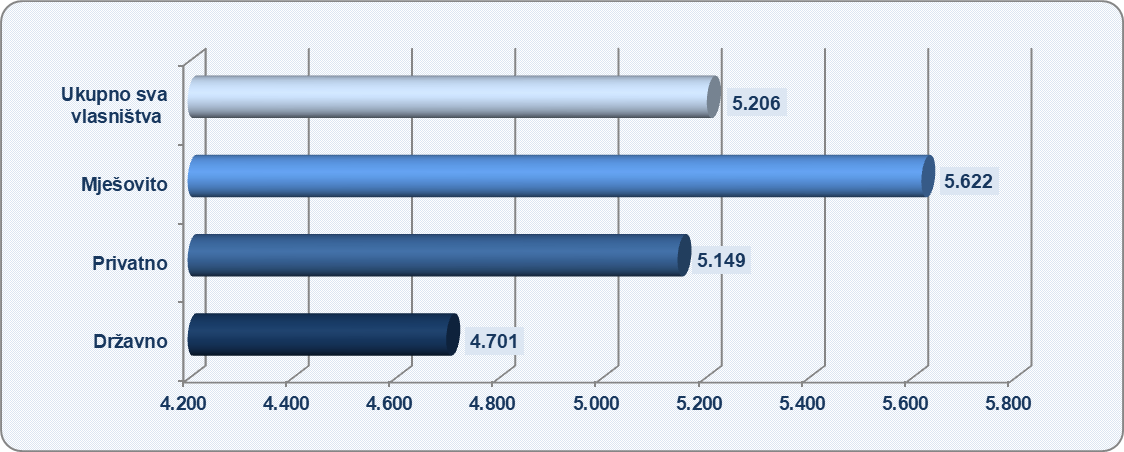 Ukupno sva
vlasništva
5.206
Mješovito
5.622
Privatno
5.149
Državno
4.701
4.200 4.400 4.600 4.800 5.000 5.200 5.400 5.600 5.800